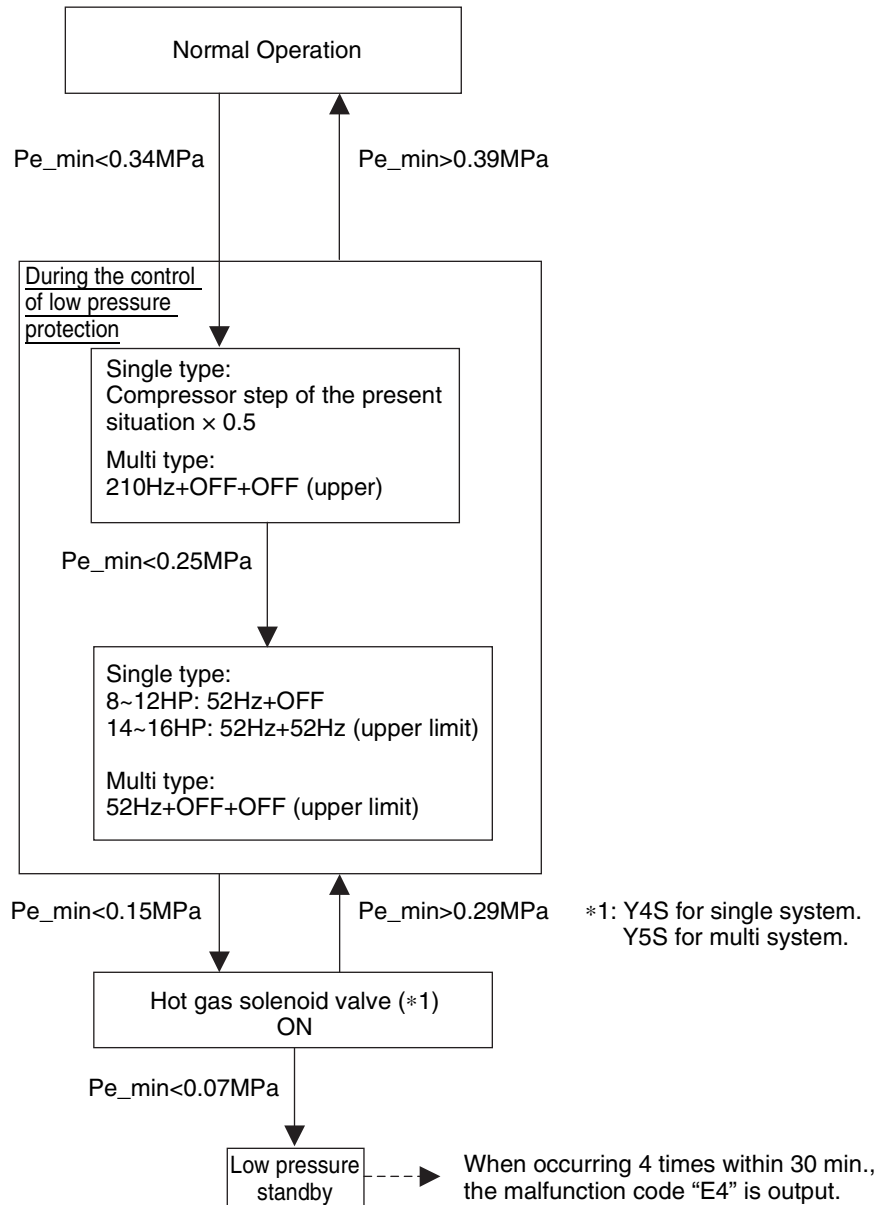 Normal Operation
Pe_min<0.34MPa
Pe_min>0.39MPa
During the control
of low pressure
protection
Single type:
Compressor step of the present
situation × 0.5
Multi type:
210Hz+OFF+OFF (upper)
Pe_min<0.25MPa
Single type:
8~12HP: 52Hz+OFF
14~16HP: 52Hz+52Hz (upper limit)
Multi type:
52Hz+OFF+OFF (upper limit)
Pe_min<0.15MPa
Pe_min>0.29MPa
∗1: Y4S for single system.
Y5S for multi system.
Hot gas solenoid valve (∗1)
ON
Pe_min<0.07MPa
Low pressure
standby
When occurring 4 times within 30 min.,
the malfunction code “E4” is output.